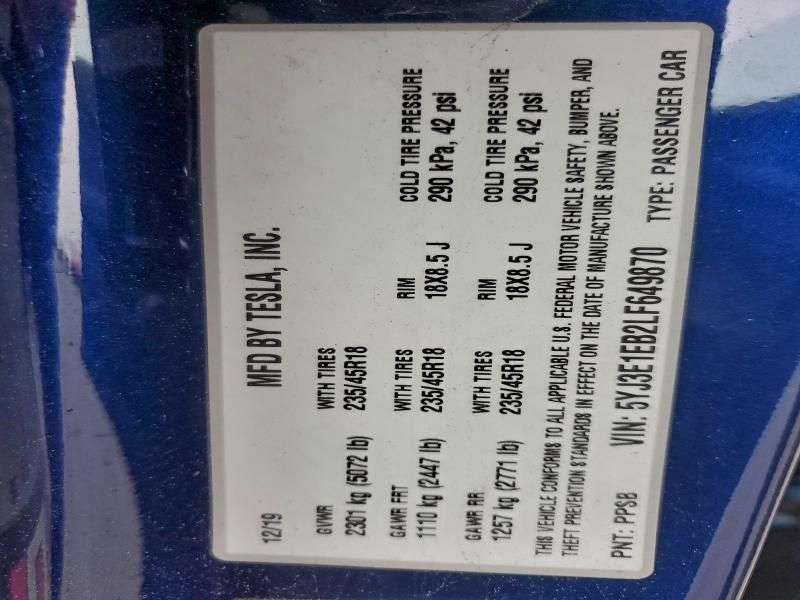 12/19 MFD BY TESLA, INC.
GVWR WITH TIRES
2301 kg (5072 lb) 235/45R18
GAWR FRT WITH TIRES RIM COLD TIRE PRESSURE
1110 kg (2447 lb) 235/45R18 18X8.5 J 290 kPa, 42 psi
GAWR RR WITH TIRES RIM COLD TIRE PRESSURE
1257 kg (2771 lb) 235/45R18 18X8.5 J 290 kPa, 42 psi
THIS VEHICLE CONFORMS TO ALL APPLICABLE U.S. FEDERAL MOTOR VEHICLE SAFETY, BUMPER, AND
THEFT PREVENTION STANDARDS IN EFFECT ON THE DATE OF MANUFACTURE SHOWN ABOVE.
PNT: PPSB VIN: 5YJ3E1EB2LF649870 TYPE: PASSENGER CAR